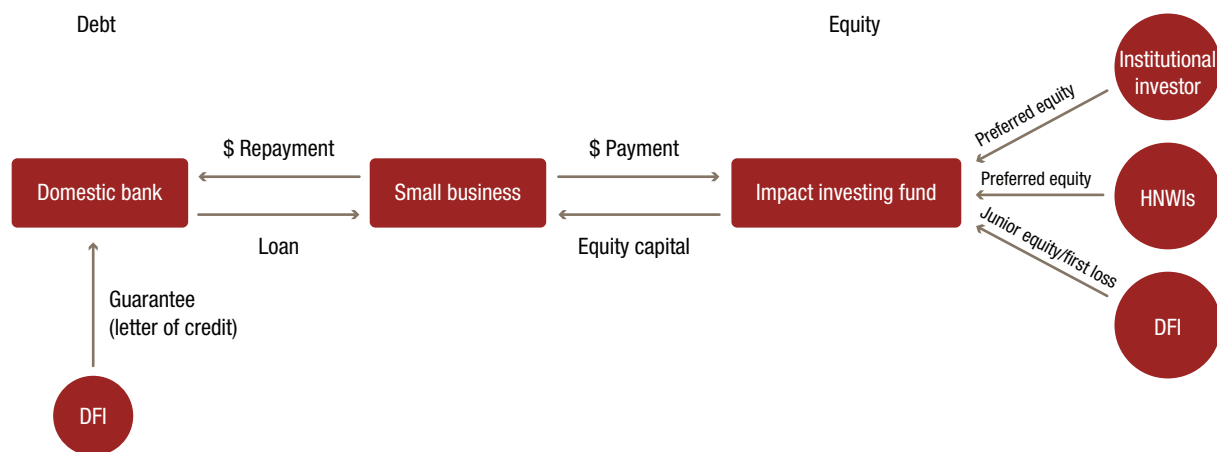 Debt
Equity
Institutional
investor
Preferred equity
$ Repayment
$ Payment
Domestic bank
Small business
Impact investing fund
Preferred equity
HNWIs
Loan
Equity capital
Junior equity/first loss
Guarantee
(letter of credit)
DFI
DFI